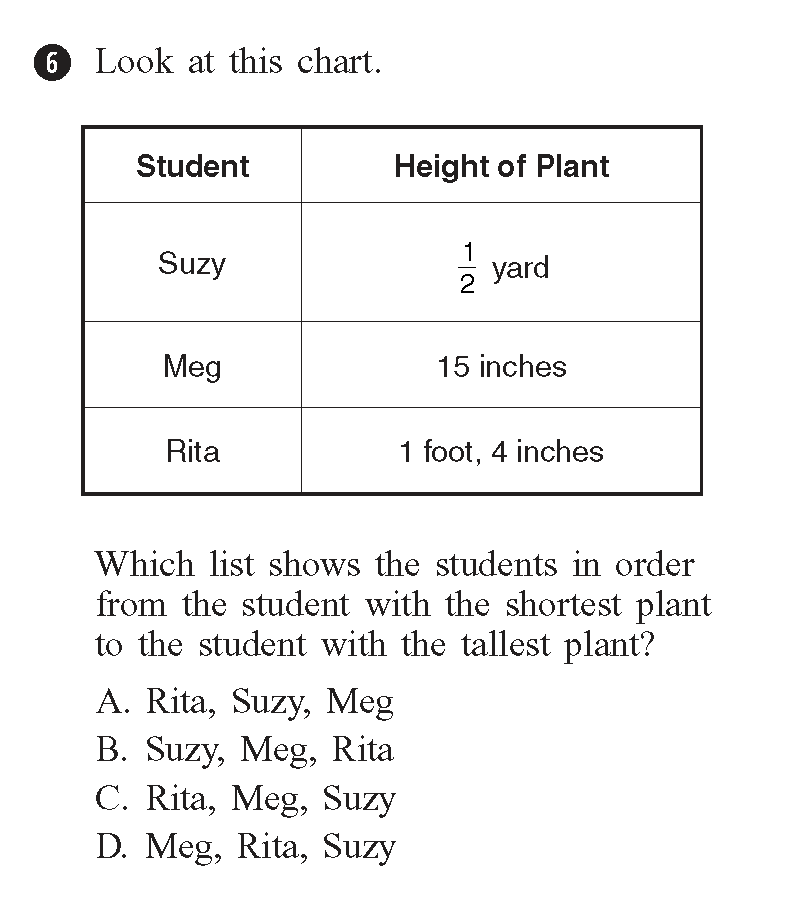 6 Look at this chart.
Student Height of Plant
Suzy 1/2 yard
Meg 15 inches
Rita 1 foot, 4 inches
Which list shows the students in order
from the student with the shortest plant
to the student with the tallest plant?
A. Rita, Suzy, Meg
B. Suzy, Meg, Rita
C. Rita, Meg, Suzy
D. Meg, Rita, Suzy